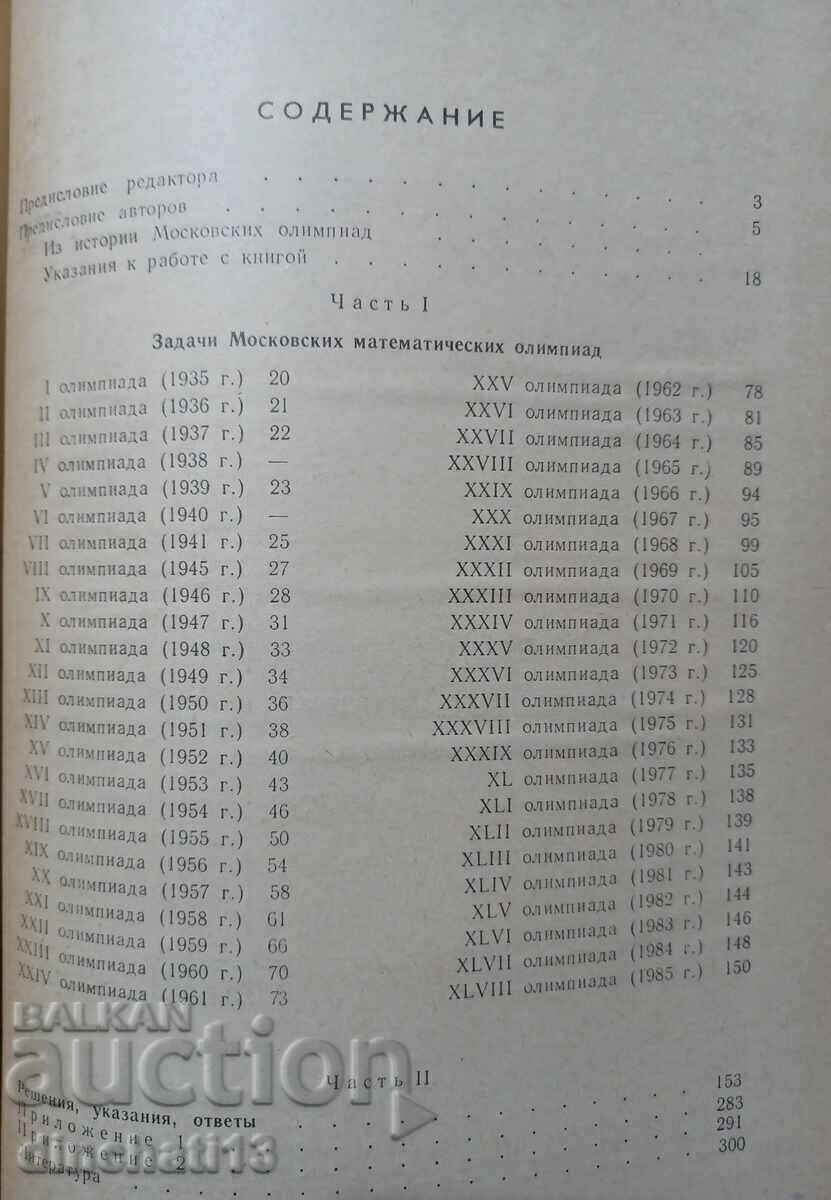 СОДЕРЖАНИЕ
Предисловие редактора . . . . . . . . . . . 3
Предисловие авторов . . . . . . . . . . . 5
Из истории Московских олимпиад . . . . . . . .
Указания к работе с книгой . . . . . . . . . . 18
Часть I
Задачи Московских математических олимпиад
I олимпиада (1935 г.) 20
II олимпиада (1936 г.) 21
III олимпиада (1937 г.) 22
IV олимпиада (1938 г.) —
V олимпиада (1939 г.) 23
VI олимпиада (1940 г.) —
VII олимпиада (1941 г.) 25
VIII олимпиада (1945 г.) 27
IX олимпиада (1946 г.) 28
X олимпиада (1947 г.) 31
XI олимпиада (1948 г.) 33
XII олимпиада (1949 г.) 34
XIII олимпиада (1950 г.) 36
XIV олимпиада (1951 г.) 38
XV олимпиада (1952 г.) 40
XVI олимпиада (1953 г.) 43
XVII олимпиада (1954 г.) 46
XVIII олимпиада (1955 г.) 50
XIX олимпиада (1956 г.) 54
XX олимпиада (1957 г.) 58
XXI олимпиада (1958 г.) 61
XXII олимпиада (1959 г.) 66
XXIII олимпиада (1960 г.) 70
XXIV олимпиада (1961 г.) 73
XXV олимпиада (1962 г.) 78
XXVI олимпиада (1963 г.) 81
XXVII олимпиада (1964 г.) 85
XXVIII олимпиада (1965 г.) 89
XXIX олимпиада (1966 г.) 94
XXX олимпиада (1967 г.) 95
XXXI олимпиада (1968 г.) 99
XXXII олимпиада (1969 г.) 105
XXXIII олимпиада (1970 г.) 110
XXXIV олимпиада (1971 г.) 116
XXXV олимпиада (1972 г.) 120
XXXVI олимпиада (1973 г.) 125
XXXVII олимпиада (1974 г.) 128
XXXVIII олимпиада (1975 г.) 131
XXXIX олимпиада (1976 г.) 133
XL олимпиада (1977 г.) 135
XLI олимпиада (1978 г.) 138
XLII олимпиада (1979 г.) 139
XLIII олимпиада (1980 г.) 141
XLIV олимпиада (1981 г.) 143
XLV олимпиада (1982 г.) 144
XLVI олимпиада (1983 г.) 146
XLVII олимпиада (1984 г.) 148
XLVIII олимпиада (1985 г.) 150
Часть II
Решения, указания, ответы . . . . . . . . . 153
Приложение 1 . . . . . . . . . . . 283
Приложение 2 . . . . . . . . . . . 291
Литература . . . . . . . . . . . 300
BALKAN
auction
dimonati13